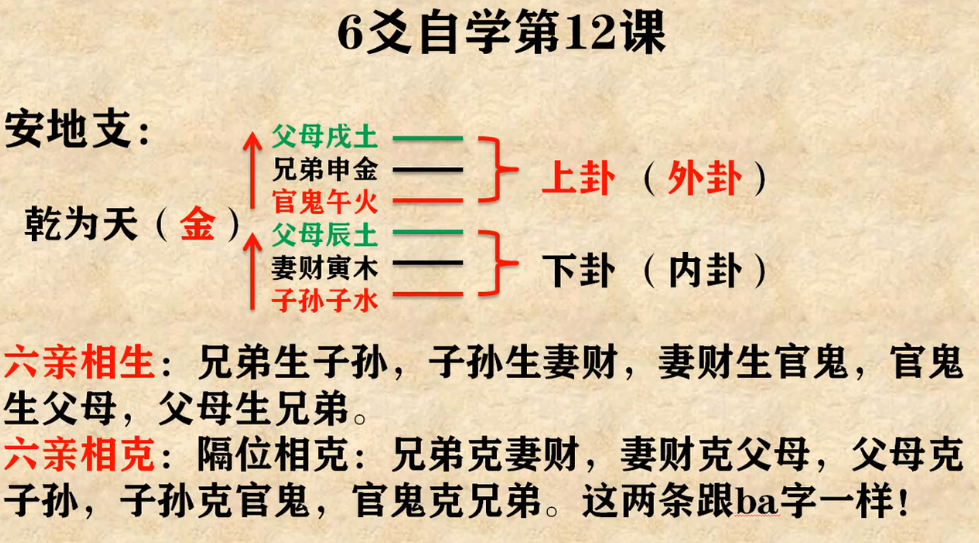 6爻自学第12课
安地支：
父母戌土
兄弟申金
官鬼午火
上卦（外卦）
乾为天（金）
父母辰土
妻财寅木
子孙子水
下卦（内卦）
六亲相生：兄弟生子孙，子孙生妻财，妻财生官鬼，官鬼
生父母，父母生兄弟。
六亲相克：隔位相克：兄弟克妻财，妻财克父母，父母克
子孙，子孙克官鬼，官鬼克兄弟。这两条跟ba字一样！